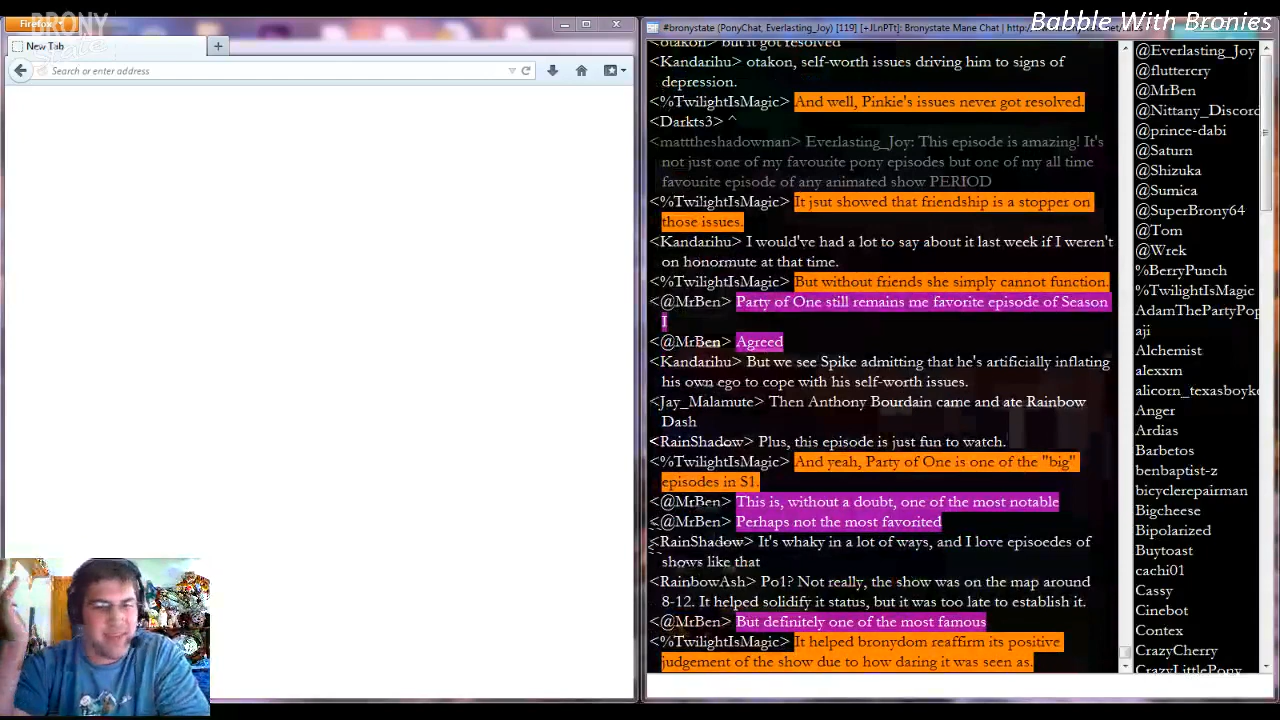 Firefox
BRONY
State
New Tab
Search or enter address
#bronystate (PonyChat, Everlasting_Joy) [119] [+JLnPTt]: Bronystate Mane Chat |
Babble With Bronies
otakon> but it got resolved
<Kandarihu> otakon, self-worth issues driving him to signs of
depression.
<%TwilightIsMagic> And well, Pinkie's issues never got resolved.
<Darkts3> ^
<matttheshadowman> Everlasting_Joy: This episode is amazing! It's
not just one of my favourite pony episodes but one of my all time
favourite episode of any animated show PERIOD
<%TwilightIsMagic> It jsut showed that friendship is a stopper on
those issues.
<Kandarihu> I would've had a lot to say about it last week if I weren't
on honormute at that time.
<%TwilightIsMagic> But without friends she simply cannot function.
<@MrBen> Party of One still remains me favorite episode of Season
I
<@MrBen> Agreed
<Kandarihu> But we see Spike admitting that he's artificially inflating
his own ego to cope with his self-worth issues.
<Jay_Malamute> Then Anthony Bourdain came and ate Rainbow
Dash
<RainShadow> Plus, this episode is just fun to watch.
<%TwilightIsMagic> And yeah, Party of One is one of the "big"
episodes in S1.
<@MrBen> This is, without a doubt, one of the most notable
<@MrBen> Perhaps not the most favorited
<RainShadow> It's whaky in a lot of ways, and I love episoedes of
shows like that
<RainbowAsh> Po1? Not really, the show was on the map around
8-12. It helped solidify it status, but it was too late to establish it.
<@MrBen> But definitely one of the most famous
<%TwilightIsMagic> It helped bronydom reaffirm its positive
judgement of the show due to how daring it was seen as.
@Everlasting_Joy
@fluttercry
@MrBen
@Nittany_Discord
@prince-dabi
@Saturn
@Shizuka
@Sumica
@SuperBrony64
@Tom
@Wrek
%BerryPunch
%TwilightIsMagic
AdamThePartyPop
aji
Alchemist
alexxm
alicorn_texasboyke
Anger
Ardias
Barbetos
benbaptist-z
bicyclerepairman
Bigcheese
Bipolarized
Buytoast
cachi01
Cassy
Cinebot
Contex
CrazyCherry
CrazyLittlePony